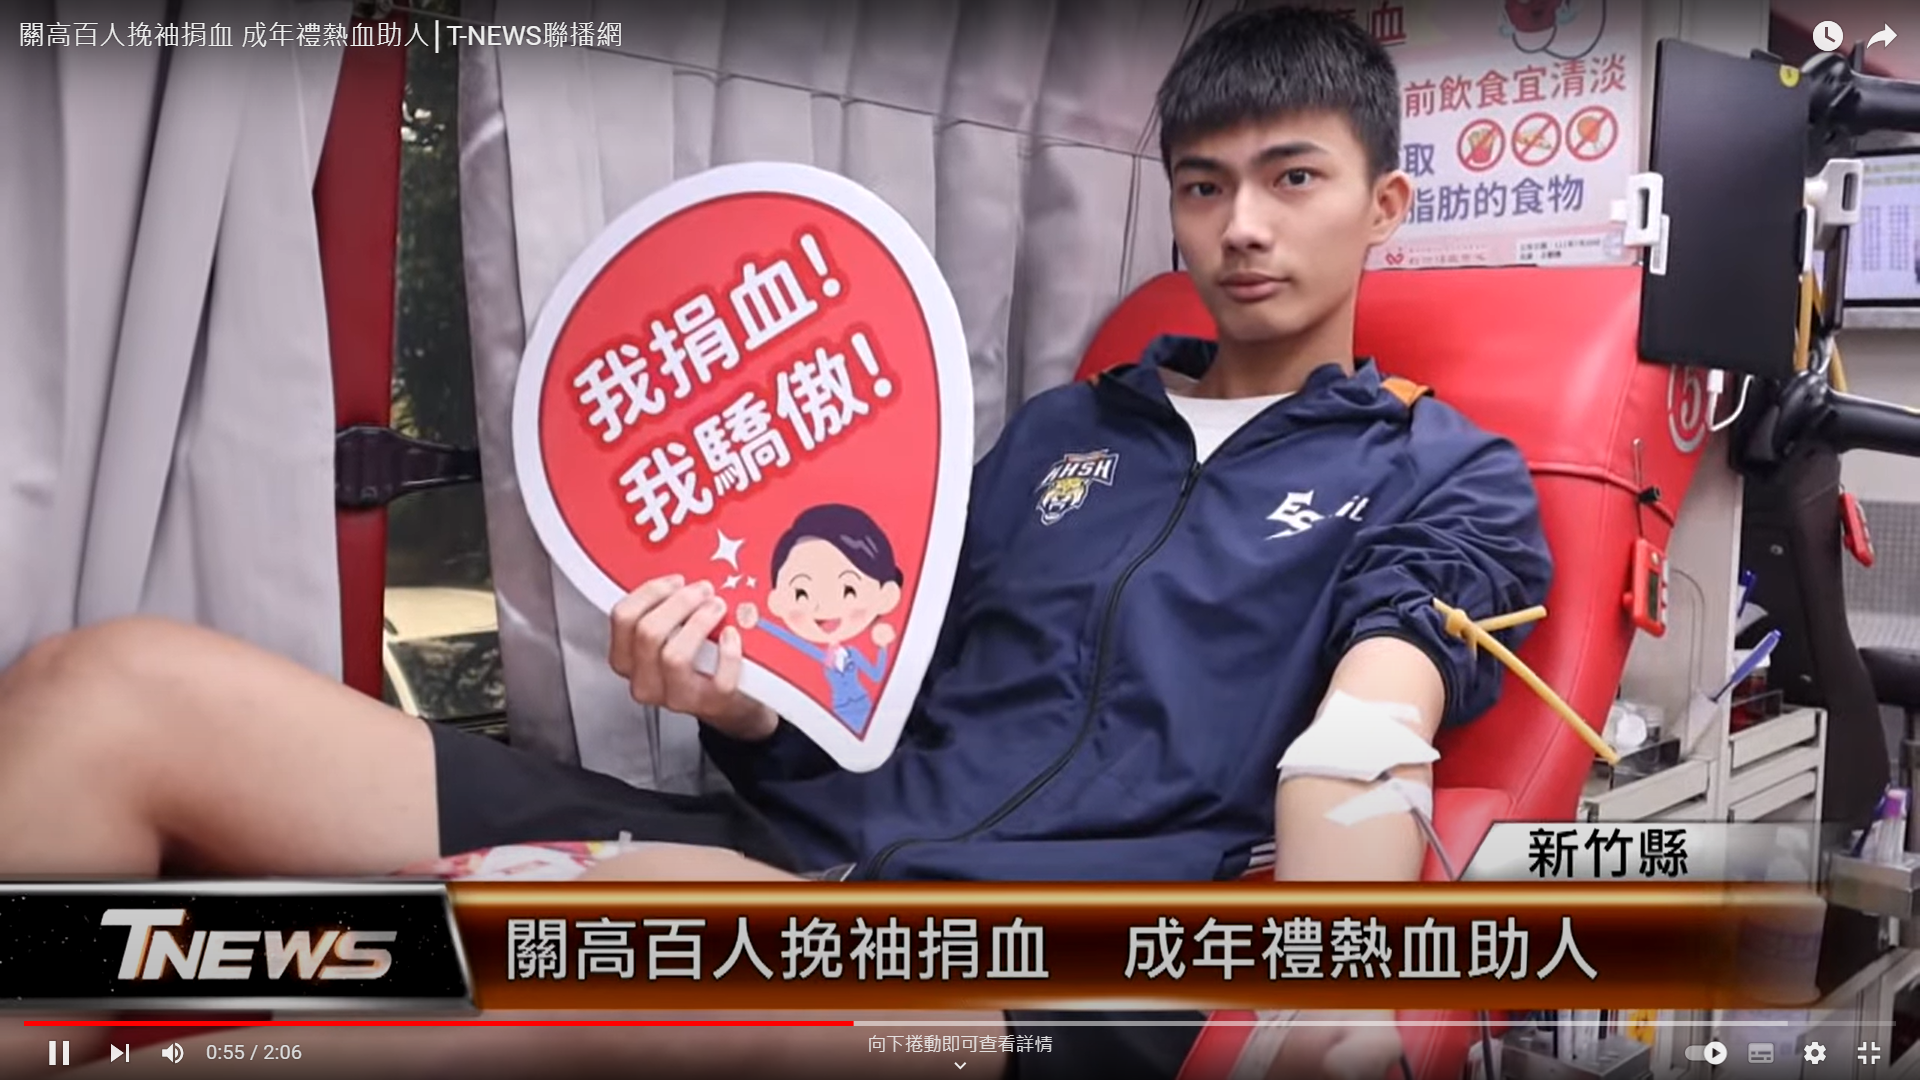 關高百人挽袖捐血 成年禮熱血助人│T-NEWS聯播網
血
前飲食宜清淡
取
脂肪的食物
我捐血!
我驕傲!
KHSH
5
新竹縣
TNEWS
關高百人挽袖捐血 成年禮熱血助人
0:55 / 2:06
向下捲動即可查看詳情